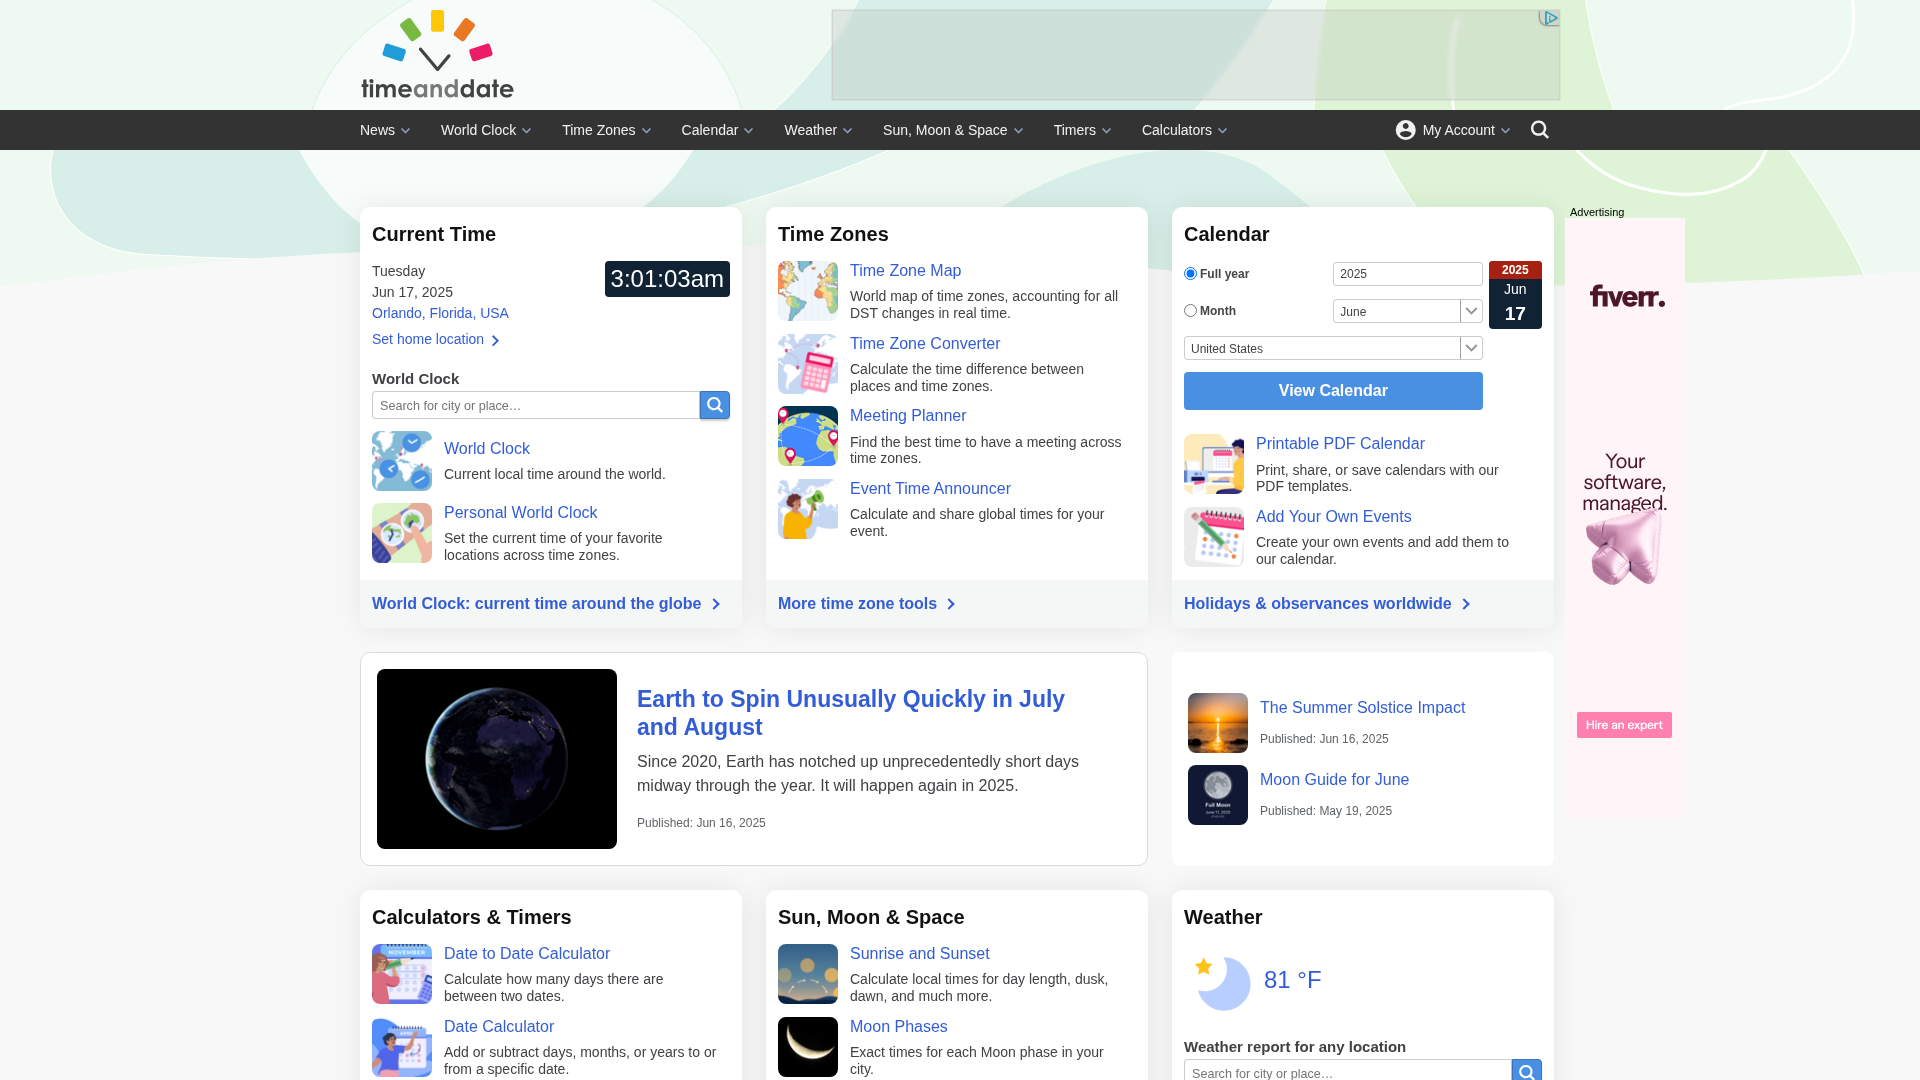 timeanddate
News
World Clock
Time Zones
Calendar
Weather
Sun, Moon & Space
Timers
Calculators
My Account
Current Time
Tuesday
Jun 17, 2025
Orlando, Florida, USA
Set home location
3:01:03am
World Clock
Search for city or place…
World Clock
Current local time around the world.
Personal World Clock
Set the current time of your favorite
locations across time zones.
World Clock: current time around the globe
Time Zones
Time Zone Map
World map of time zones, accounting for all
DST changes in real time.
Time Zone Converter
Calculate the time difference between
places and time zones.
Meeting Planner
Find the best time to have a meeting across
time zones.
Event Time Announcer
Calculate and share global times for your
event.
More time zone tools
Calendar
Full year
2025
Month
June
United States
2025
Jun
17
View Calendar
Printable PDF Calendar
Print, share, or save calendars with our
PDF templates.
Add Your Own Events
Create your own events and add them to
our calendar.
Holidays & observances worldwide
Advertising
fiverr.
Your
software,
managed.
Hire an expert
Earth to Spin Unusually Quickly in July
and August
Since 2020, Earth has notched up unprecedentedly short days
midway through the year. It will happen again in 2025.
Published: Jun 16, 2025
The Summer Solstice Impact
Published: Jun 16, 2025
Full Moon
Moon Guide for June
Published: May 19, 2025
Calculators & Timers
NOVEMBER
Date to Date Calculator
Calculate how many days there are
between two dates.
Date Calculator
Add or subtract days, months, or years to or
from a specific date.
Sun, Moon & Space
Sunrise and Sunset
Calculate local times for day length, dusk,
dawn, and much more.
Moon Phases
Exact times for each Moon phase in your
city.
Weather
81 °F
Weather report for any location
Search for city or place…